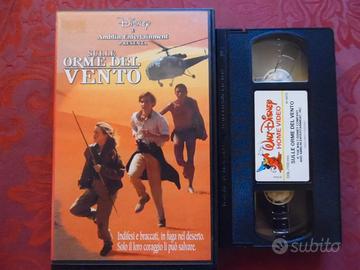 Disney
e
Amblin Entertainment
PRESENTA
SULLE
ORME DEL
VENTO
Indifesi e braccati, in fuga nel deserto.
Solo il loro coraggio li può salvare.
WALT DISNEY
HOME VIDEO
SULLE ORME DEL VENTO
subito